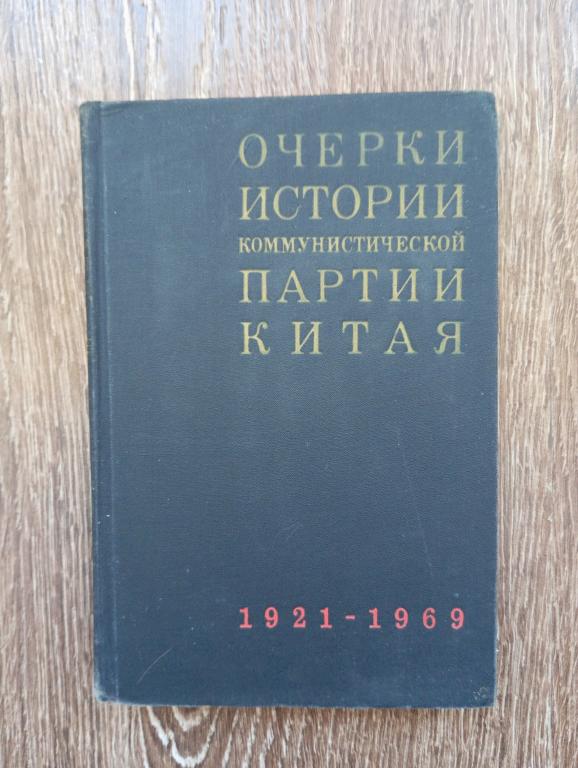 ОЧЕРКИ
ИСТОРИИ
КОММУНИСТИЧЕСКОЙ
ПАРТИИ
КИТАЯ
1921-1969